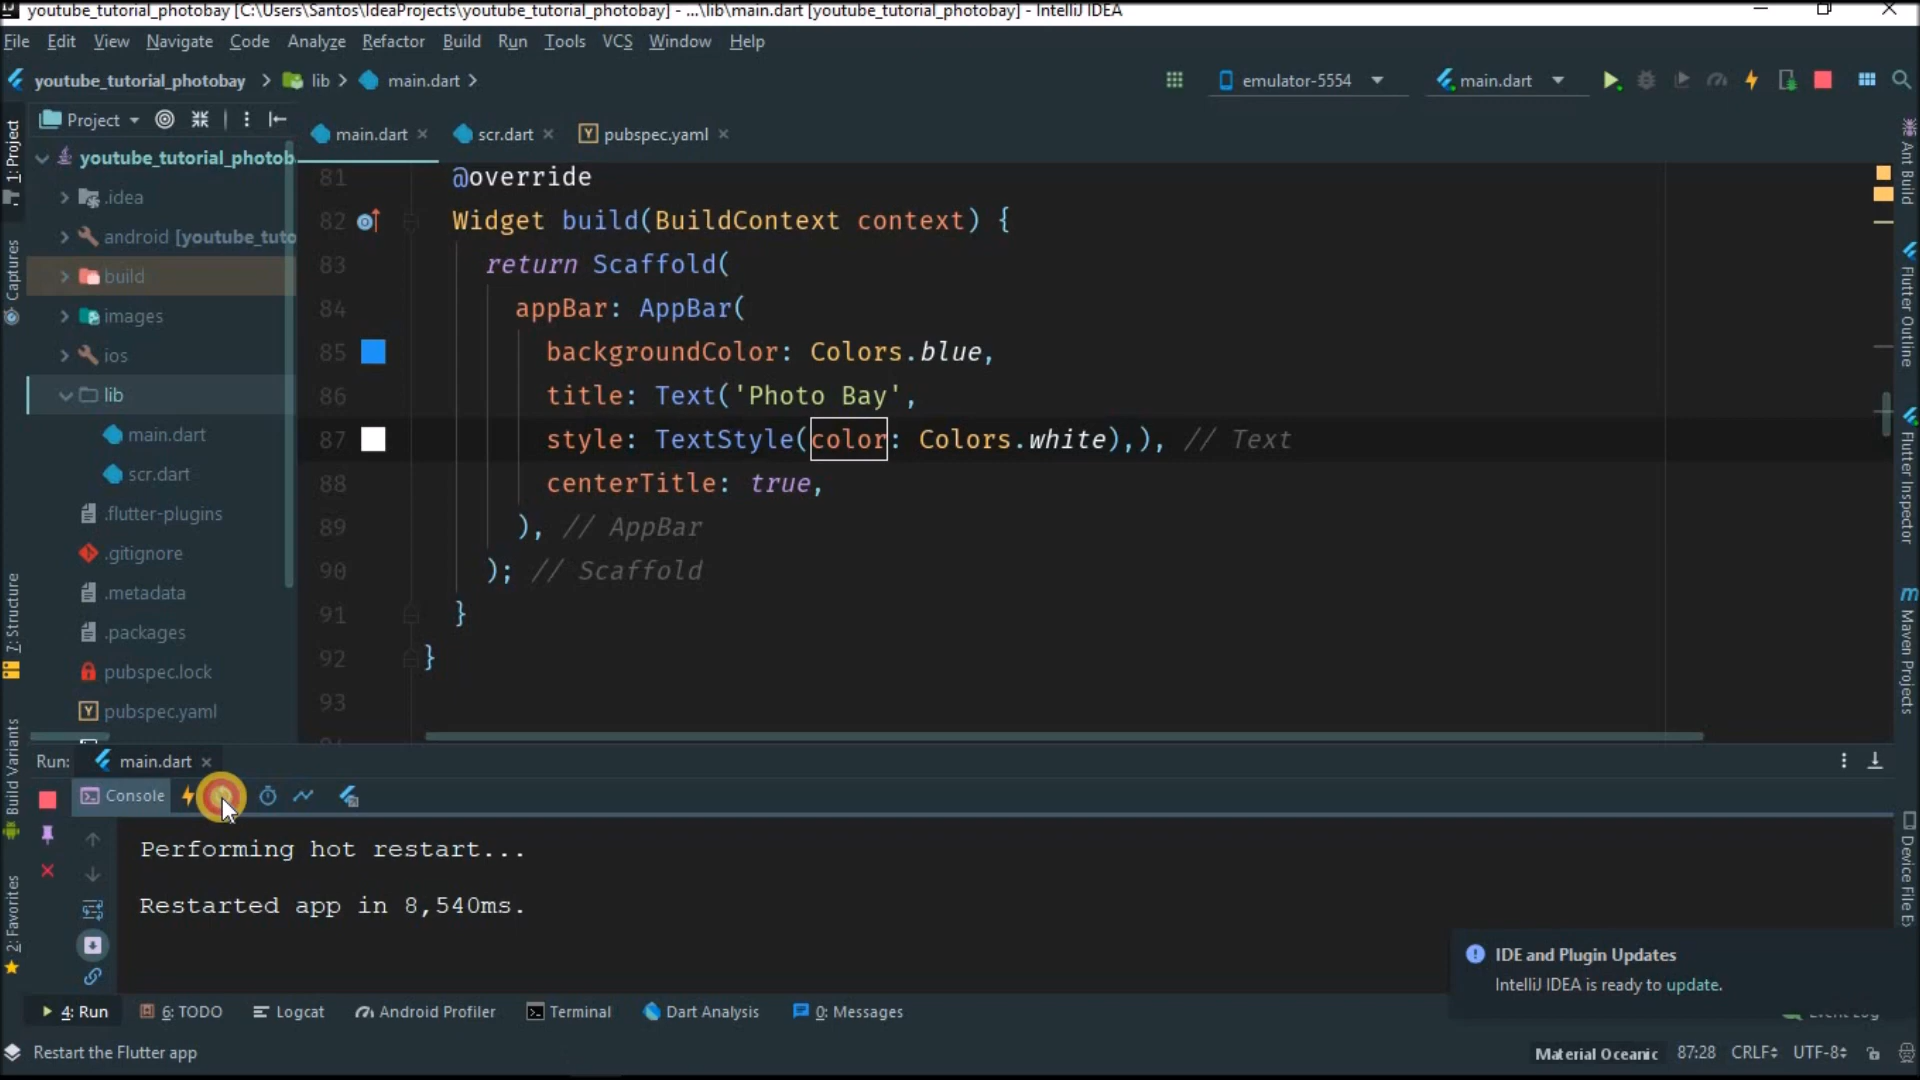 youtube_tutorial_photobay [C:\Users\Santos\IdeaProjects\youtube_tutorial_photobay] - ...\lib\main.dart [youtube_tutorial_photobay] - IntelliJ IDEA
File Edit View Navigate Code Analyze Refactor Build Run Tools VCS Window Help
youtube_tutorial_photobay lib main.dart emulator-5554 main.dart
Project
main.dart scr.dart pubspec.yaml
youtube_tutorial_photob
.idea
android [youtube_tuto
build
images
ios
lib
main.dart
scr.dart
.flutter-plugins
.gitignore
.metadata
.packages
pubspec.lock
pubspec.yaml
81 @override
82 Widget build(BuildContext context) {
83 return Scaffold(
84 appBar: AppBar(
85 backgroundColor: Colors.blue,
86 title: Text('Photo Bay',
87 style: TextStyle(color: Colors.white),), // Text
88 centerTitle: true,
89 ), // AppBar
90 ); // Scaffold
91 }
92 }
93
1: Project
Captures
7: Structure
Build Variants
2: Favorites
Ant Build
Flutter Outline
Flutter Inspector
Maven Projects
Device File E
Run: main.dart
Console
Performing hot restart...
Restarted app in 8,540ms.
IDE and Plugin Updates
IntelliJ IDEA is ready to update.
4: Run 6: TODO Logcat Android Profiler Terminal Dart Analysis 0: Messages
Restart the Flutter app Material Oceanic 87:28 CRLF UTF-8